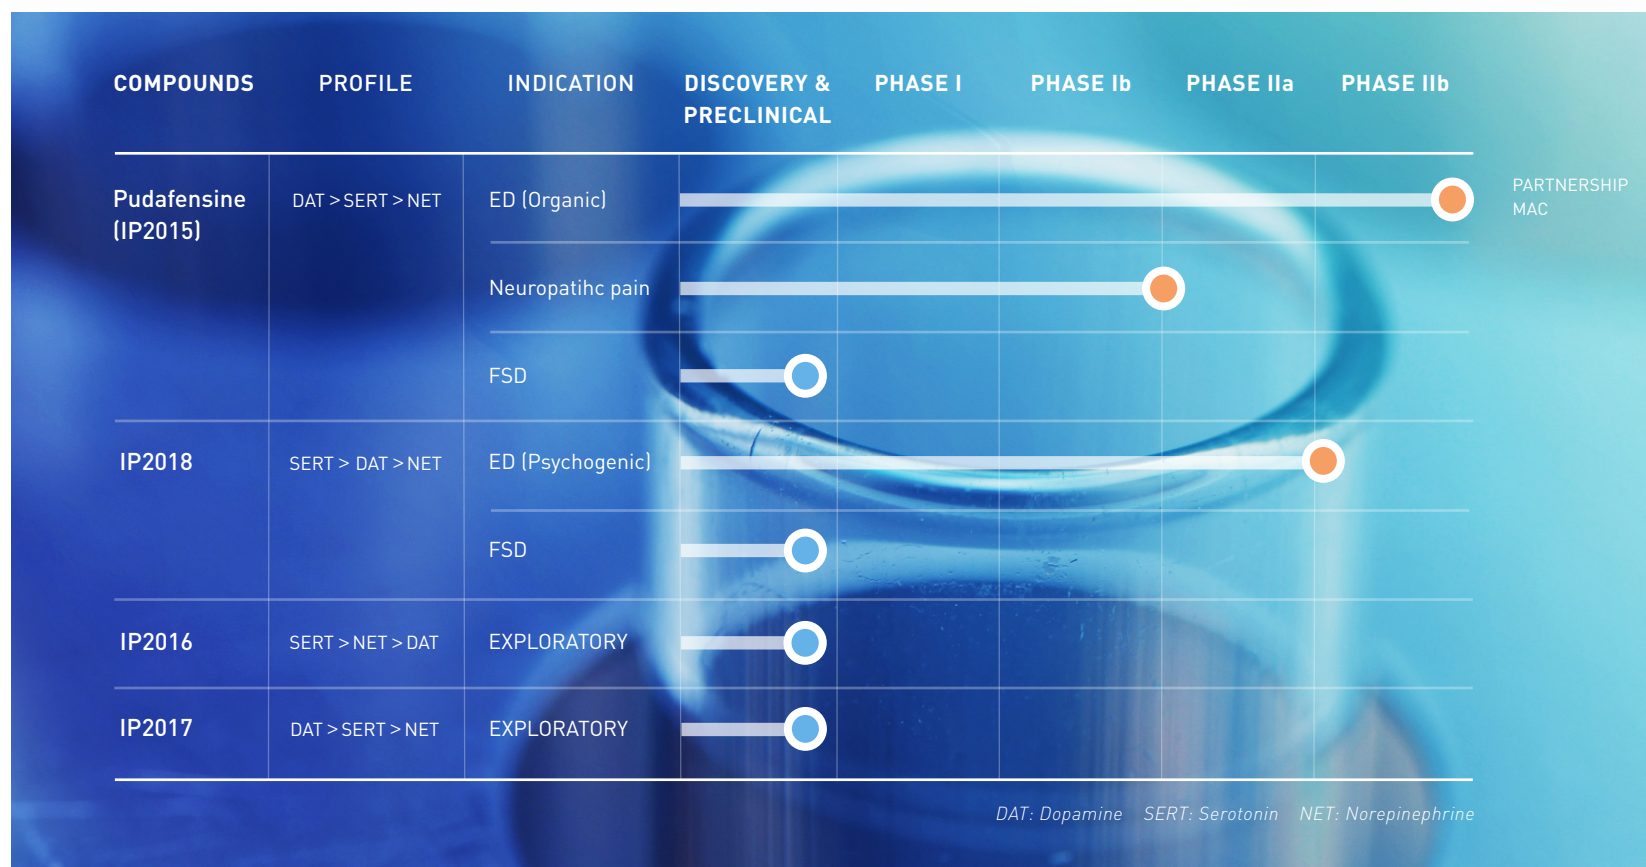 COMPOUNDS PROFILE INDICATION DISCOVERY & PHASE I PHASE Ib PHASE IIa PHASE IIb
PRECLINICAL
Pudafensine DAT > SERT > NET ED (Organic) PARTNERSHIP
(IP2015) MAC
Neuropatihc pain
FSD
IP2018 SERT > DAT > NET ED (Psychogenic)
FSD
IP2016 SERT > NET > DAT EXPLORATORY
IP2017 DAT > SERT > NET EXPLORATORY
DAT: Dopamine SERT: Serotonin NET: Norepinephrine